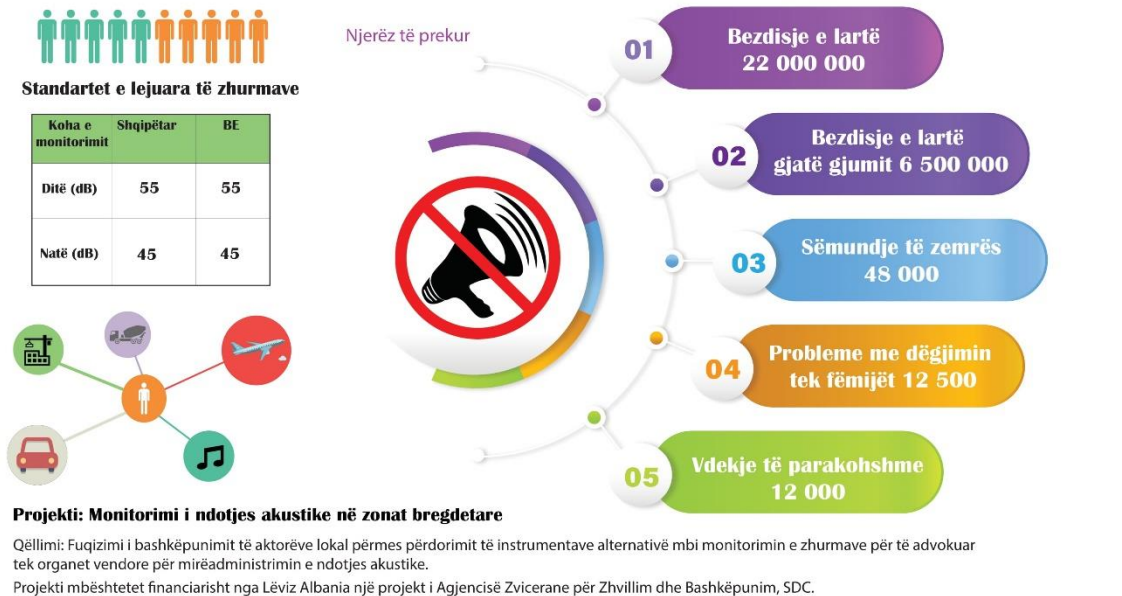 Standartet e lejuara të zhurmave
Koha e monitorimit Shqipëtar BE
Ditë (dB) 55 55
Natë (dB) 45 45
Njerëz të prekur
01 Bezdisje e lartë
22 000 000
02 Bezdisje e lartë
gjatë gjumit 6 500 000
03 Sëmundje të zemrës
48 000
04 Probleme me dëgjimin
tek fëmijët 12 500
05 Vdekje të parakohshme
12 000
Projekti: Monitorimi i ndotjes akustike në zonat bregdetare
Qëllimi: Fuqizimi i bashkëpunimit të aktorëve lokal përmes përdorimit të instrumentave alternativë mbi monitorimin e zhurmave për të advokuar
tek organet vendore për mirëadministrimin e ndotjes akustike.
Projekti mbështetet financiarisht nga Lëviz Albania një projekt i Agjencisë Zvicerane për Zhvillim dhe Bashkëpunim, SDC.